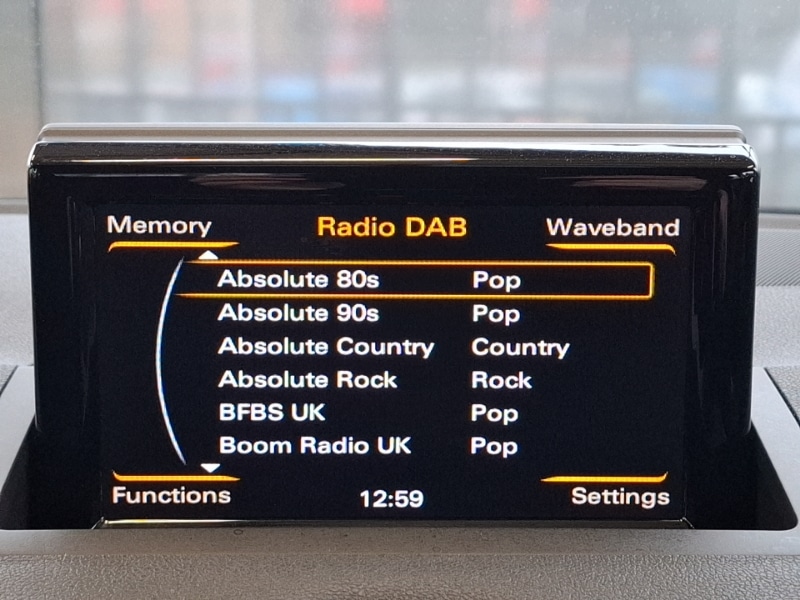 Memory Radio DAB Waveband
Absolute 80s Pop
Absolute 90s Pop
Absolute Country Country
Absolute Rock Rock
BFBS UK Pop
Boom Radio UK Pop
Functions 12:59 Settings